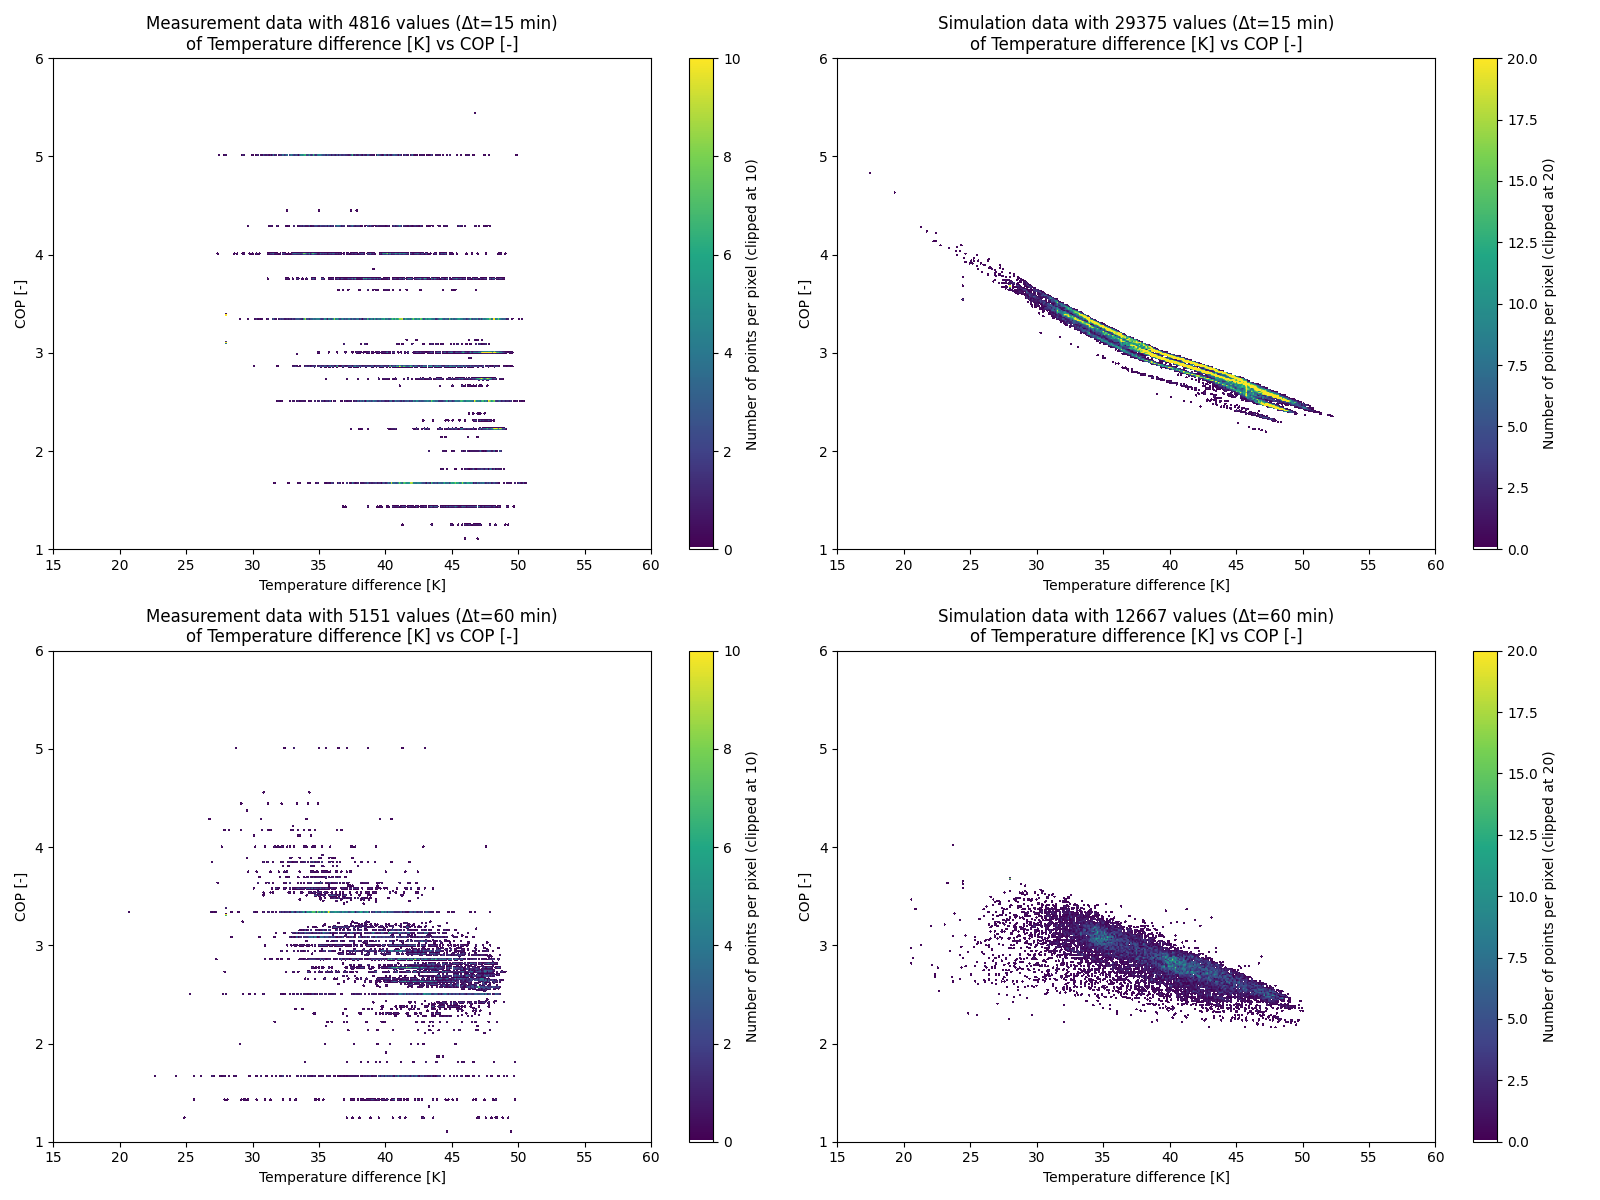 Measurement data with 4816 values (Δt=15 min)
of Temperature difference [K] vs COP [-]
6
5
4
3
2
1
COP [-]
15 20 25 30 35 40 45 50 55 60
Temperature difference [K]
10
8
6
4
2
0
Number of points per pixel (clipped at 10)
Simulation data with 29375 values (Δt=15 min)
of Temperature difference [K] vs COP [-]
6
5
4
3
2
1
COP [-]
15 20 25 30 35 40 45 50 55 60
Temperature difference [K]
20.0
17.5
15.0
12.5
10.0
7.5
5.0
2.5
0.0
Number of points per pixel (clipped at 20)
Measurement data with 5151 values (Δt=60 min)
of Temperature difference [K] vs COP [-]
6
5
4
3
2
1
COP [-]
15 20 25 30 35 40 45 50 55 60
Temperature difference [K]
10
8
6
4
2
0
Number of points per pixel (clipped at 10)
Simulation data with 12667 values (Δt=60 min)
of Temperature difference [K] vs COP [-]
6
5
4
3
2
1
COP [-]
15 20 25 30 35 40 45 50 55 60
Temperature difference [K]
20.0
17.5
15.0
12.5
10.0
7.5
5.0
2.5
0.0
Number of points per pixel (clipped at 20)